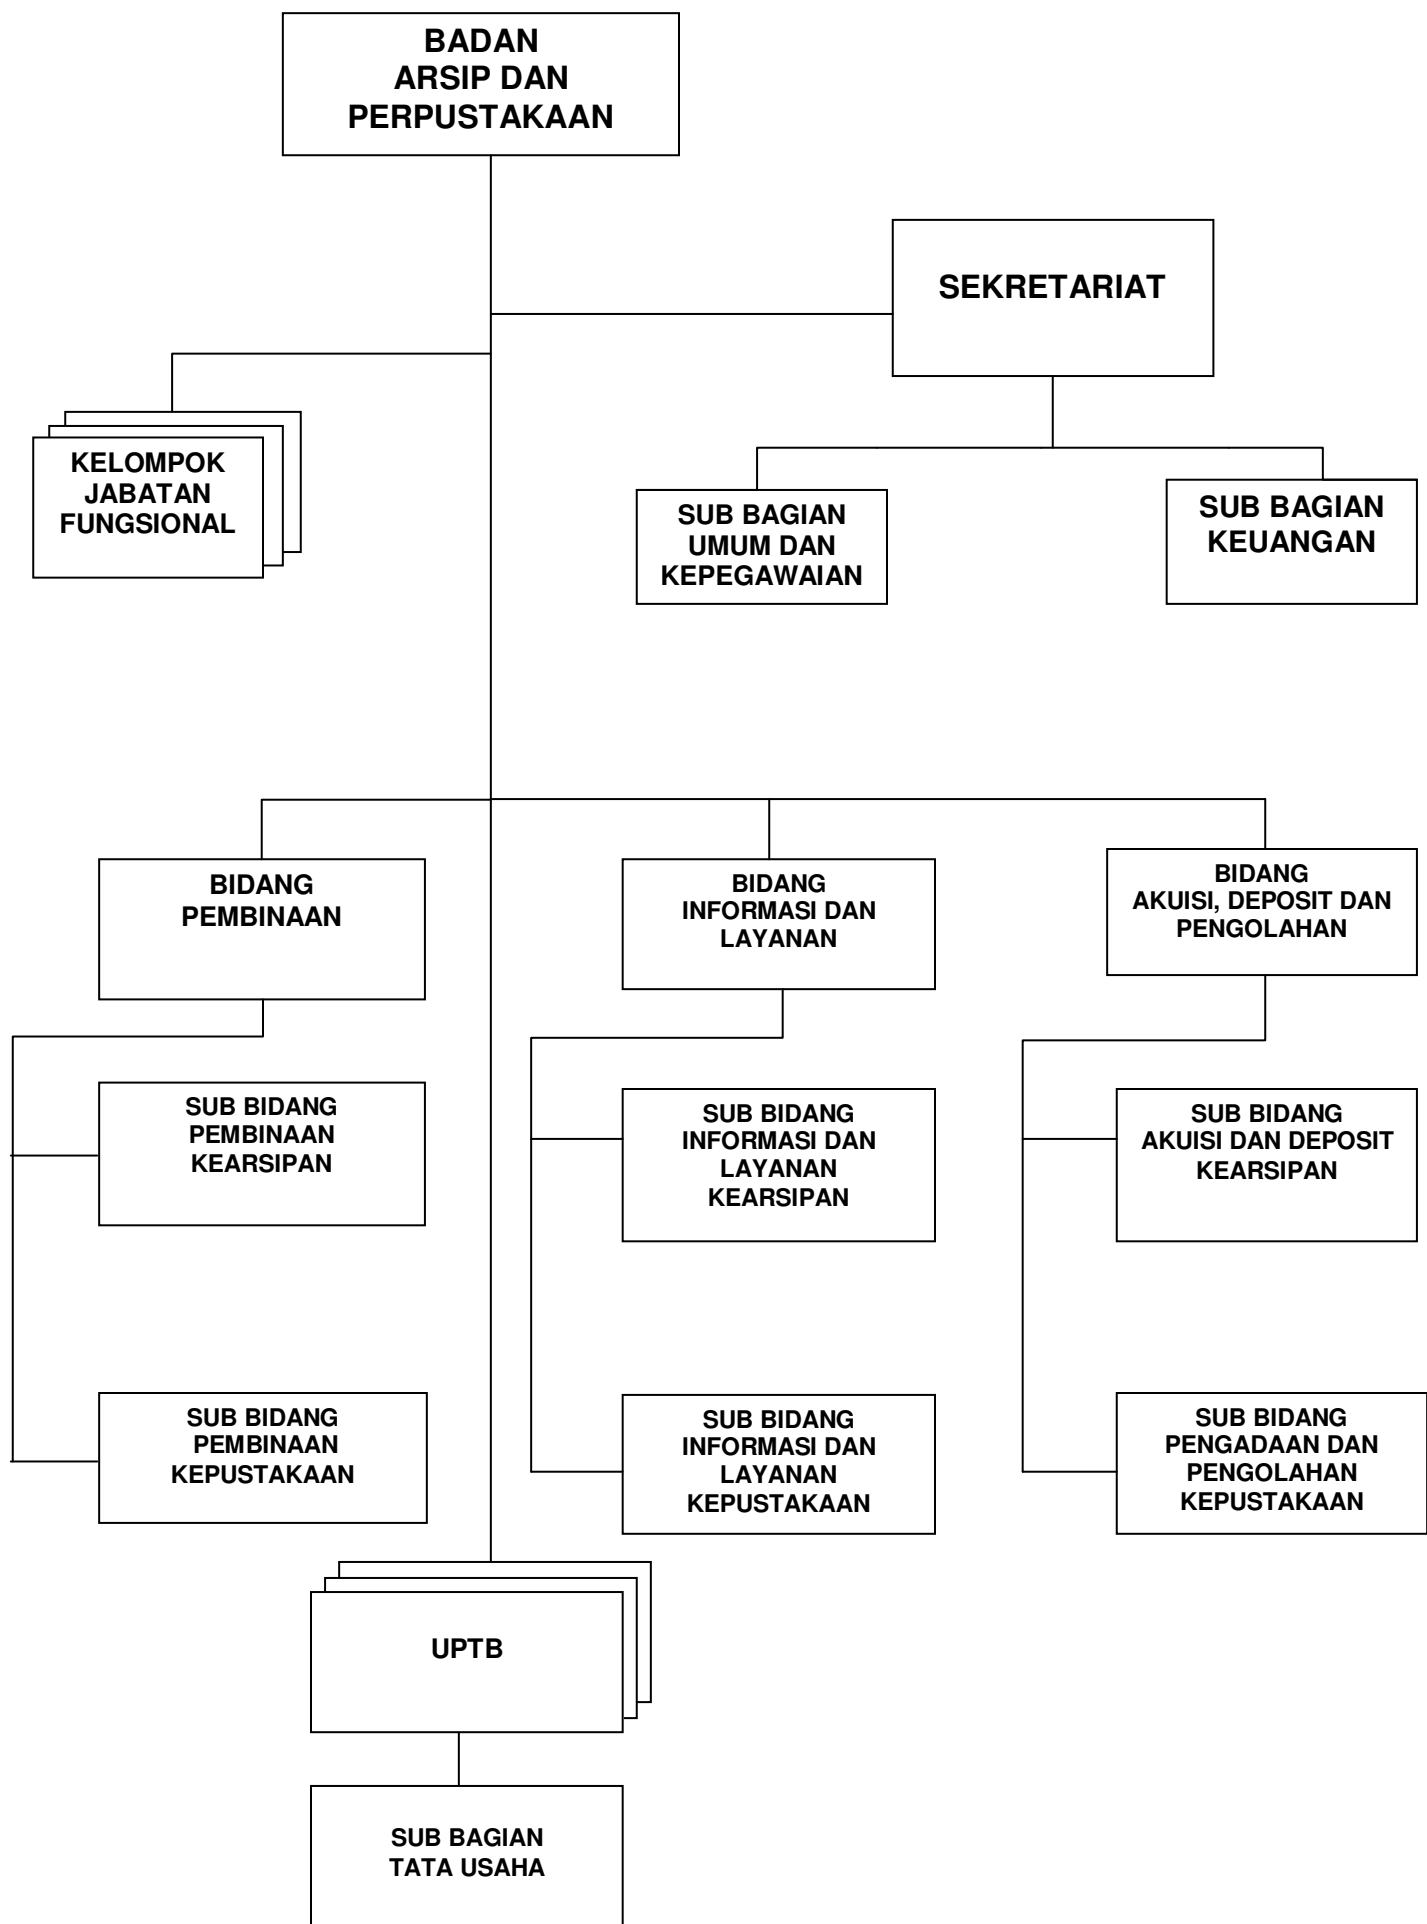 BADAN
ARSIP DAN
PERPUSTAKAAN
SEKRETARIAT
KELOMPOK
JABATAN
FUNGSIONAL
SUB BAGIAN
UMUM DAN
KEPEGAWAIAN
SUB BAGIAN
KEUANGAN
BIDANG
PEMBINAAN
BIDANG
INFORMASI DAN
LAYANAN
BIDANG
AKUISI, DEPOSIT DAN
PENGOLAHAN
SUB BIDANG
PEMBINAAN
KEARSIPAN
SUB BIDANG
INFORMASI DAN
LAYANAN
KEARSIPAN
SUB BIDANG
AKUISI DAN DEPOSIT
KEARSIPAN
SUB BIDANG
PEMBINAAN
KEPUSTAKAAN
SUB BIDANG
INFORMASI DAN
LAYANAN
KEPUSTAKAAN
SUB BIDANG
PENGADAAN DAN
PENGOLAHAN
KEPUSTAKAAN
UPTB
SUB BAGIAN
TATA USAHA